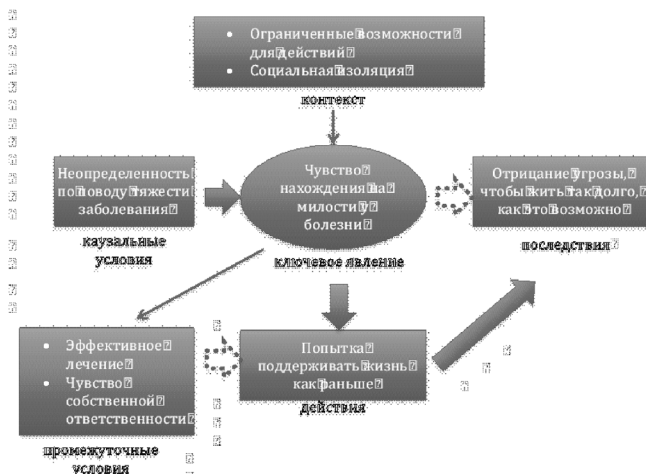 • Ограниченные возможности
для действий
• Социальная изоляция
контекст
Неопределенность
по поводу тяжести
заболевания
каузальные
условия
Чувство
нахождения на
милости у
болезни
ключевое явление
Отрицание угрозы,
чтобы жить так долго,
как это возможно
последствия
• Эффективное
лечение
• Чувство
собственной
ответственности
промежуточные
условия
Попытка
поддерживать жизнь
как раньше
действия